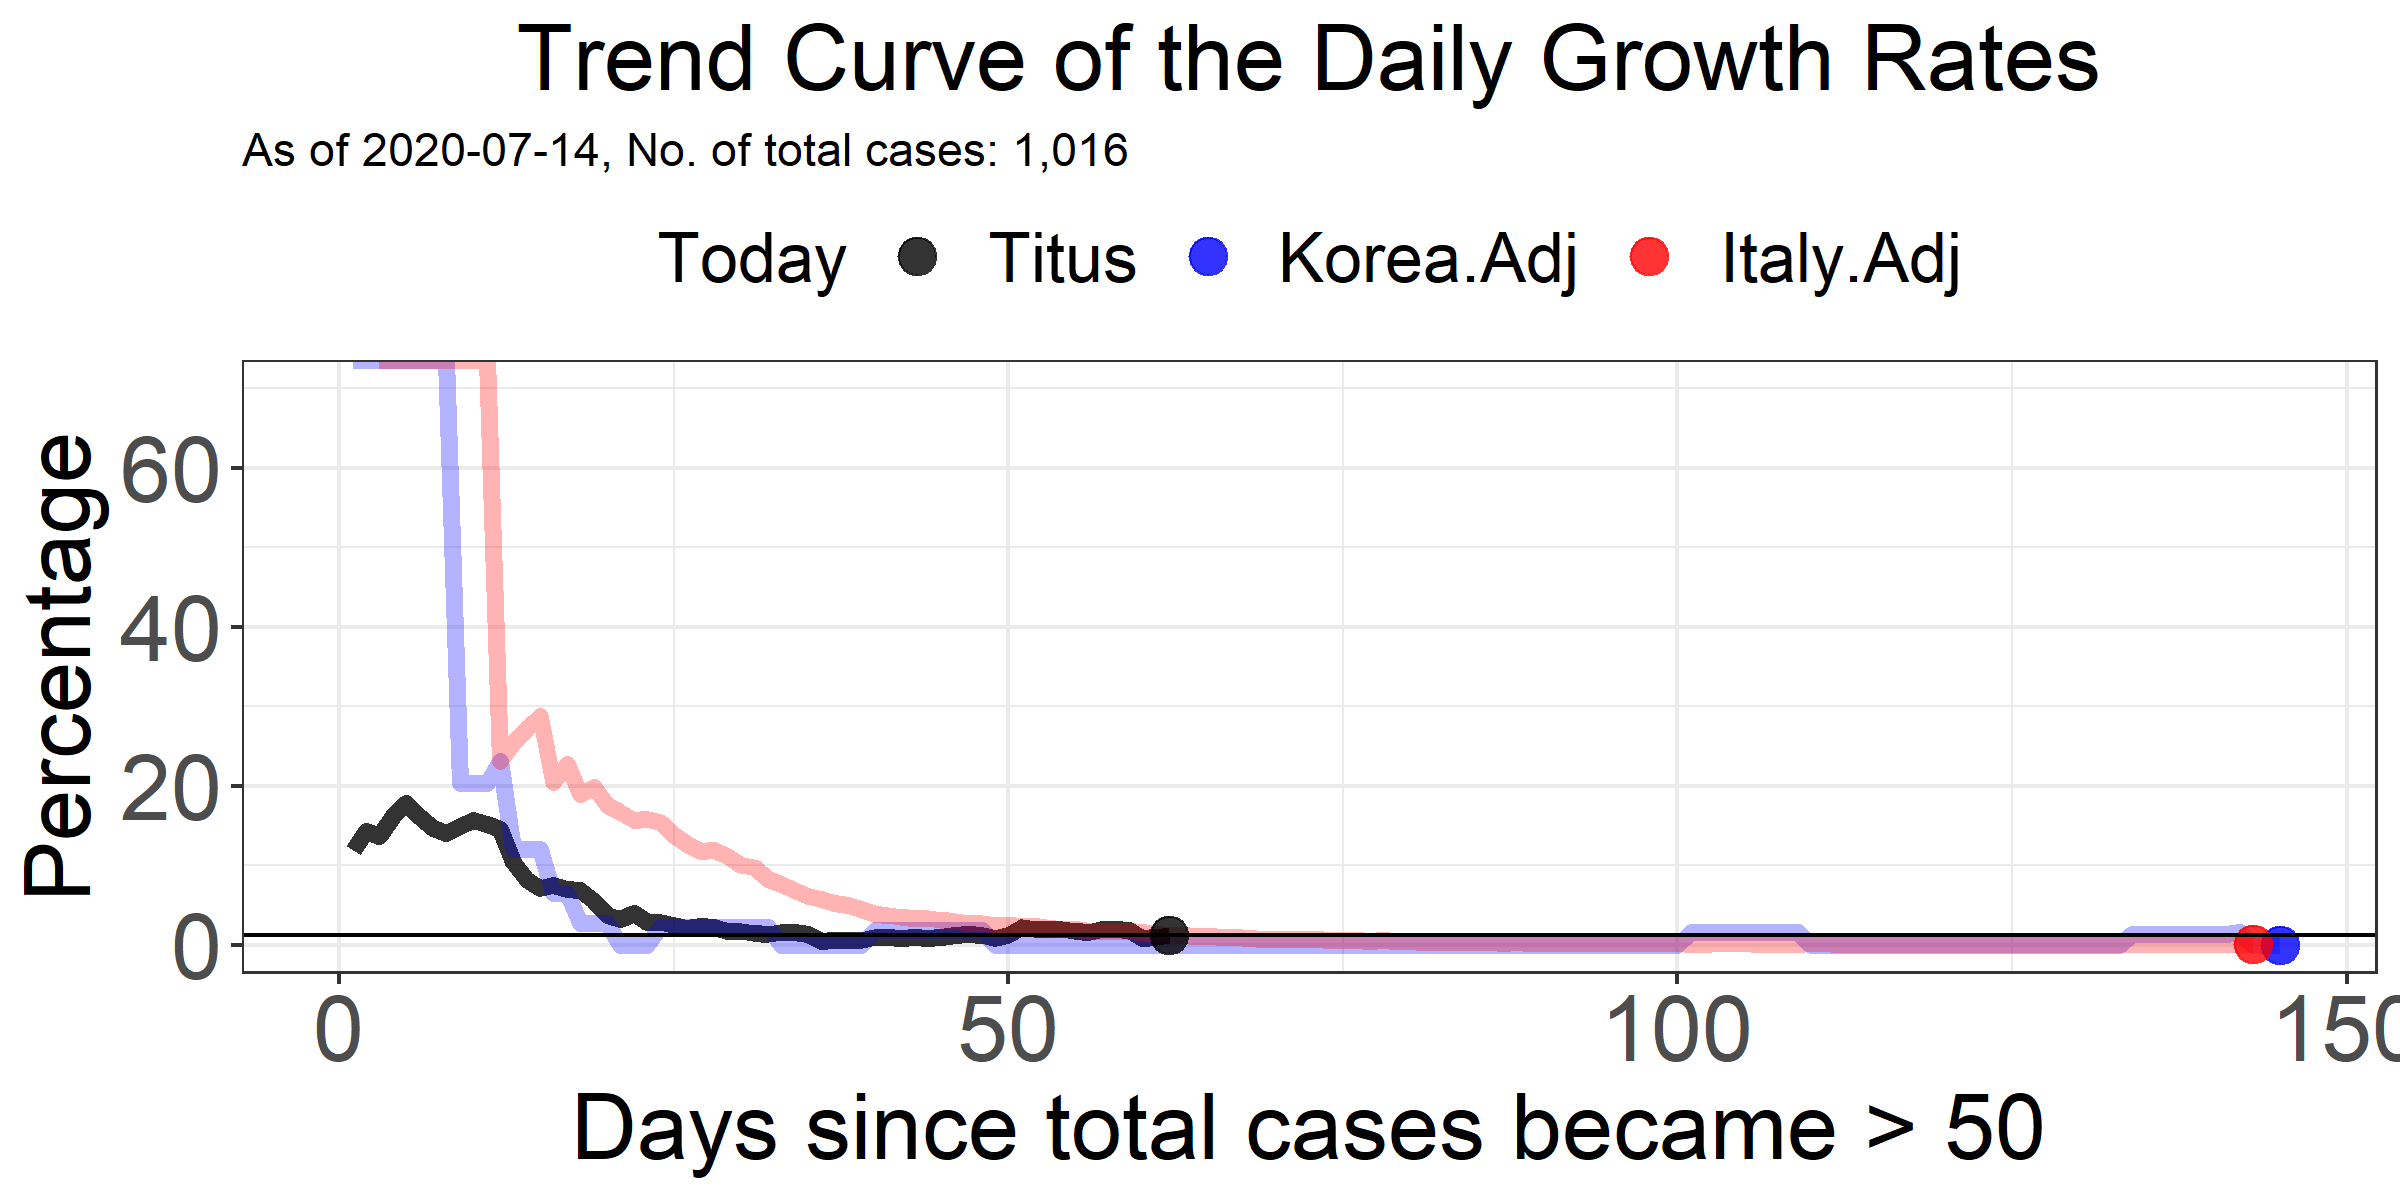 Trend Curve of the Daily Growth Rates
As of 2020-07-14, No. of total cases: 1,016
Today Titus Korea.Adj Italy.Adj
Percentage
60
40
20
0
0 50 100 150
Days since total cases became > 50